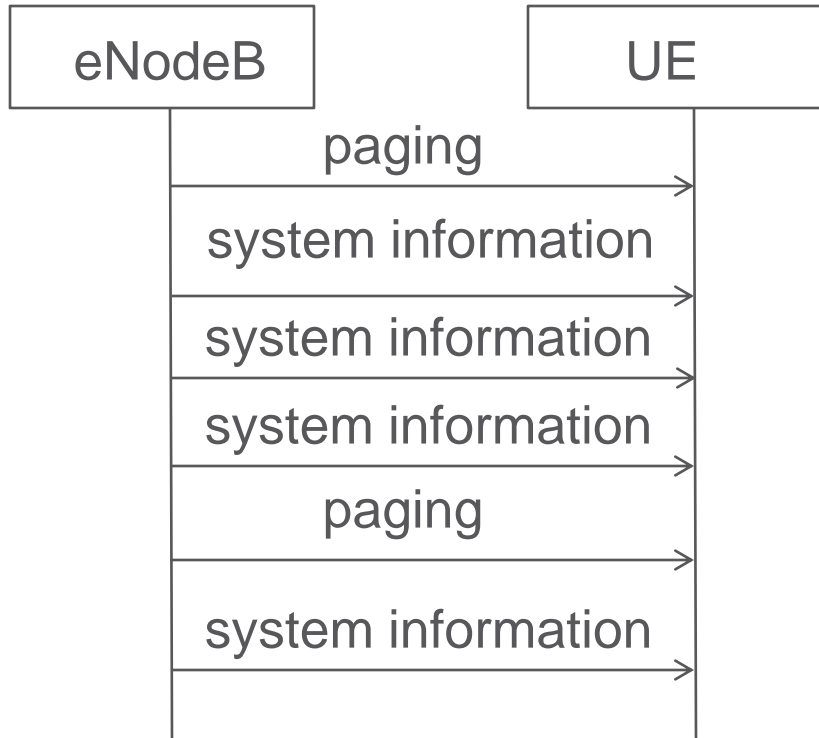 eNodeB
UE
paging
system information
system information
system information
paging
system information